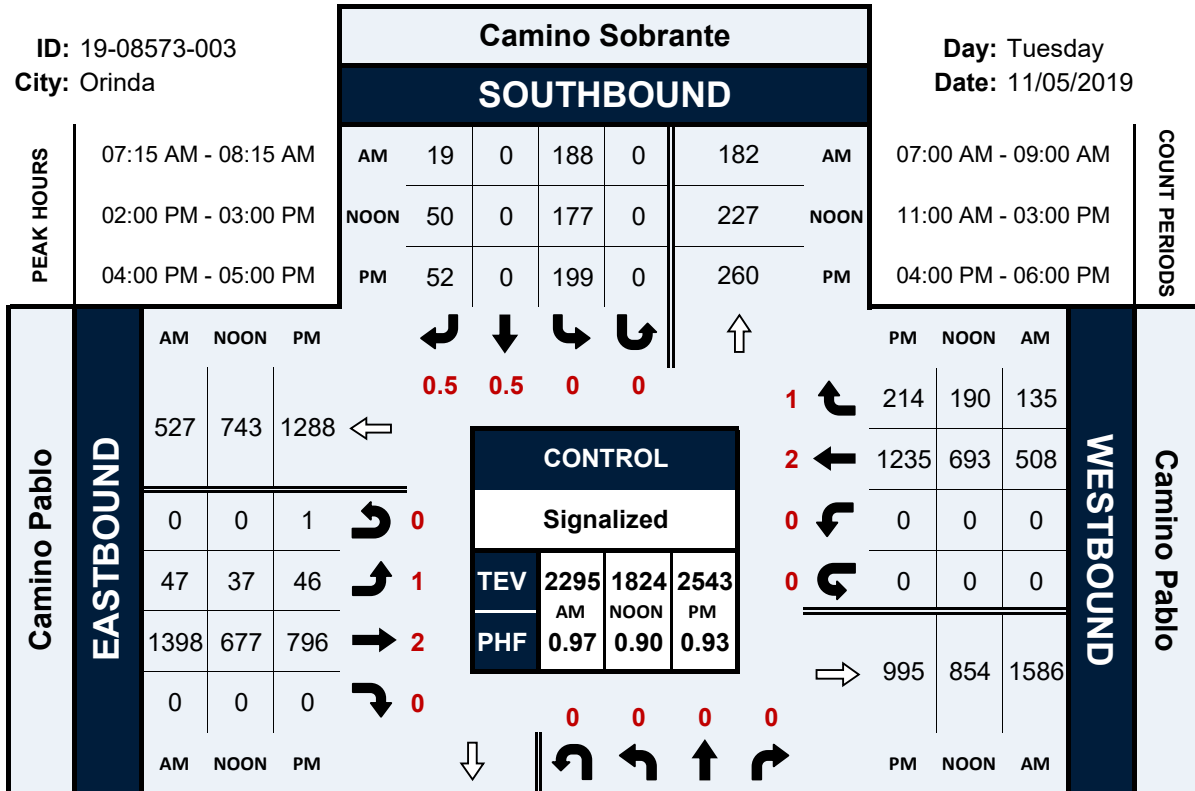 ID: 19-08573-003
City: Orinda
Camino Sobrante
SOUTHBOUND
Day: Tuesday
Date: 11/05/2019
PEAK HOURS
07:15 AM - 08:15 AM
02:00 PM - 03:00 PM
04:00 PM - 05:00 PM
AM 19 0 188 0 182 AM
NOON 50 0 177 0 227 NOON
PM 52 0 199 0 260 PM
07:00 AM - 09:00 AM
11:00 AM - 03:00 PM
04:00 PM - 06:00 PM
COUNT PERIODS
0.5 0.5 0 0
Camino Pablo
EASTBOUND
AM NOON PM
527 743 1288
0 0 1 0
47 37 46 1
1398 677 796 2
0 0 0 0
AM NOON PM
CONTROL
Signalized
TEV 2295 1824 2543
AM NOON PM
PHF 0.97 0.90 0.93
PM NOON AM
1 214 190 135
2 1235 693 508
0 0 0 0
0 0 0 0
995 854 1586
PM NOON AM
WESTBOUND
Camino Pablo
0 0 0 0